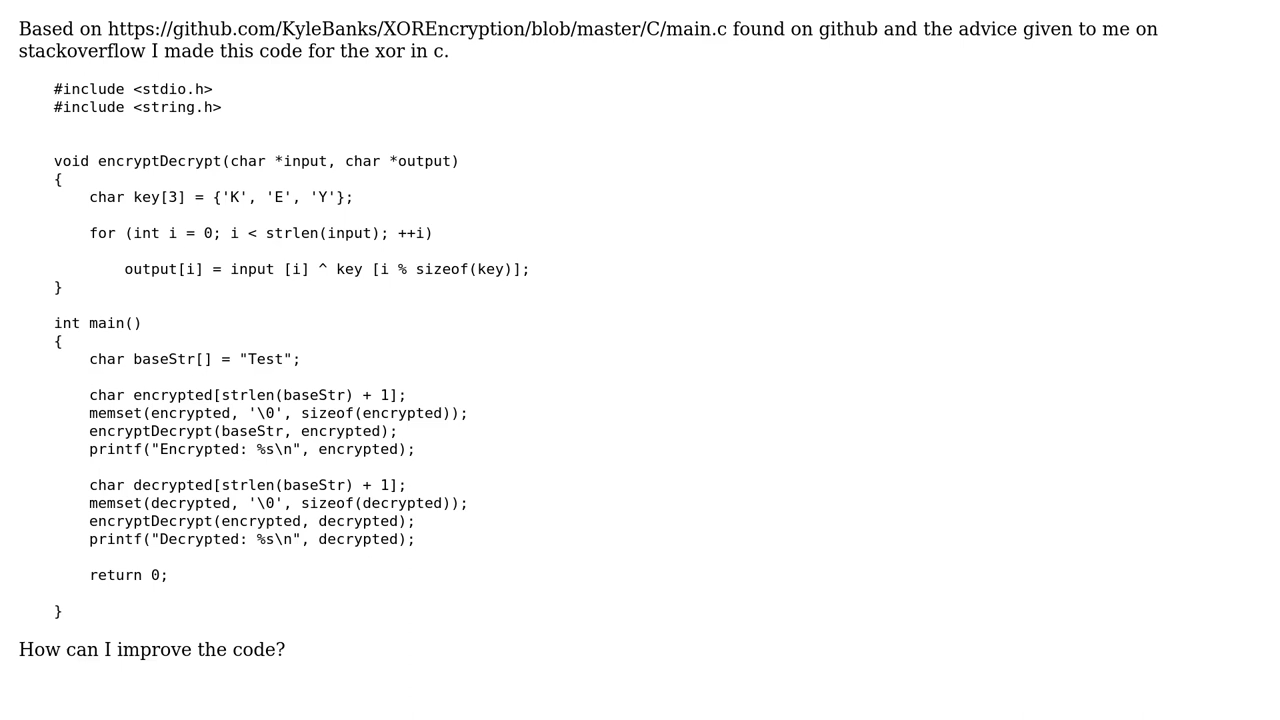 Based on https://github.com/KyleBanks/XOREncryption/blob/master/C/main.c found on github and the advice given to me on
stackoverflow I made this code for the xor in c.
#include <stdio.h>
#include <string.h>
void encryptDecrypt(char *input, char *output)
{
    char key[3] = {'K', 'E', 'Y'};
    for (int i = 0; i < strlen(input); ++i)
        output[i] = input [i] ^ key [i % sizeof(key)];
}
int main()
{
    char baseStr[] = "Test";
    char encrypted[strlen(baseStr) + 1];
    memset(encrypted, '\0', sizeof(encrypted));
    encryptDecrypt(baseStr, encrypted);
    printf("Encrypted: %s\n", encrypted);
    char decrypted[strlen(baseStr) + 1];
    memset(decrypted, '\0', sizeof(decrypted));
    encryptDecrypt(encrypted, decrypted);
    printf("Decrypted: %s\n", decrypted);
    return 0;
}
How can I improve the code?